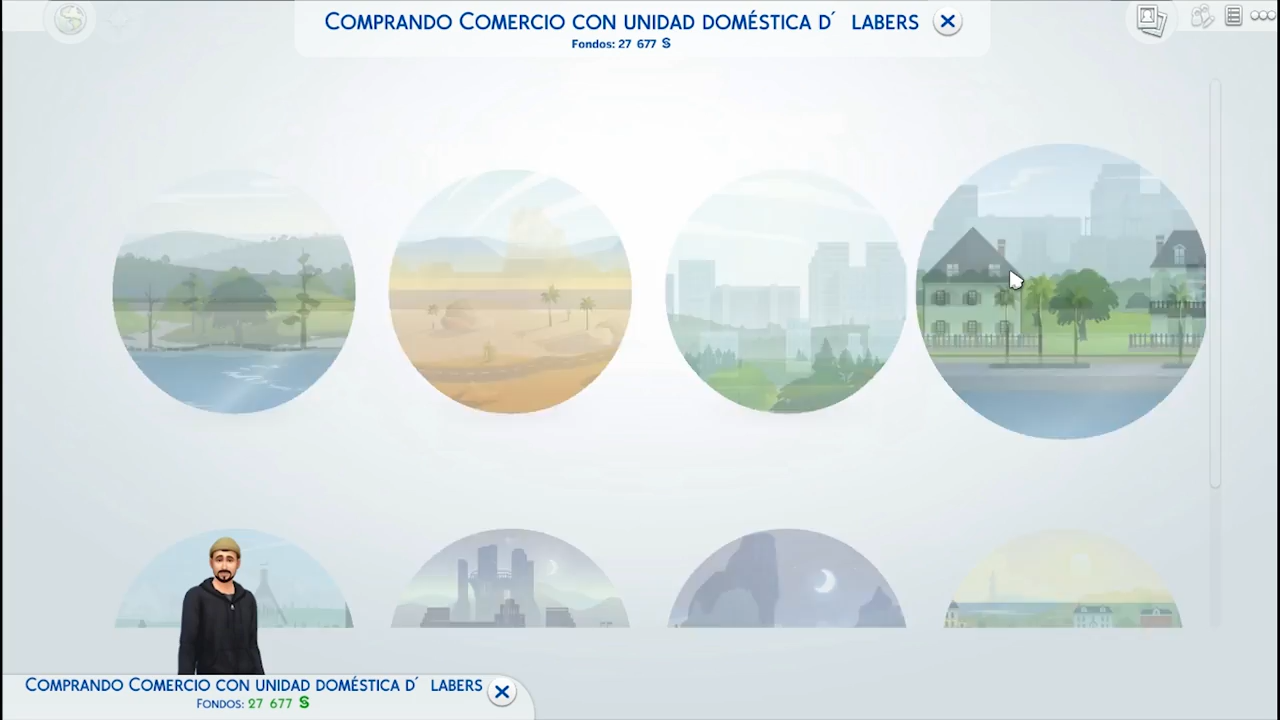 COMPRANDO COMERCIO CON UNIDAD DOMÉSTICA D´ LABERS
Fondos: 27 677 $
COMPRANDO COMERCIO CON UNIDAD DOMÉSTICA D´ LABERS
FONDOS: 27 677 $